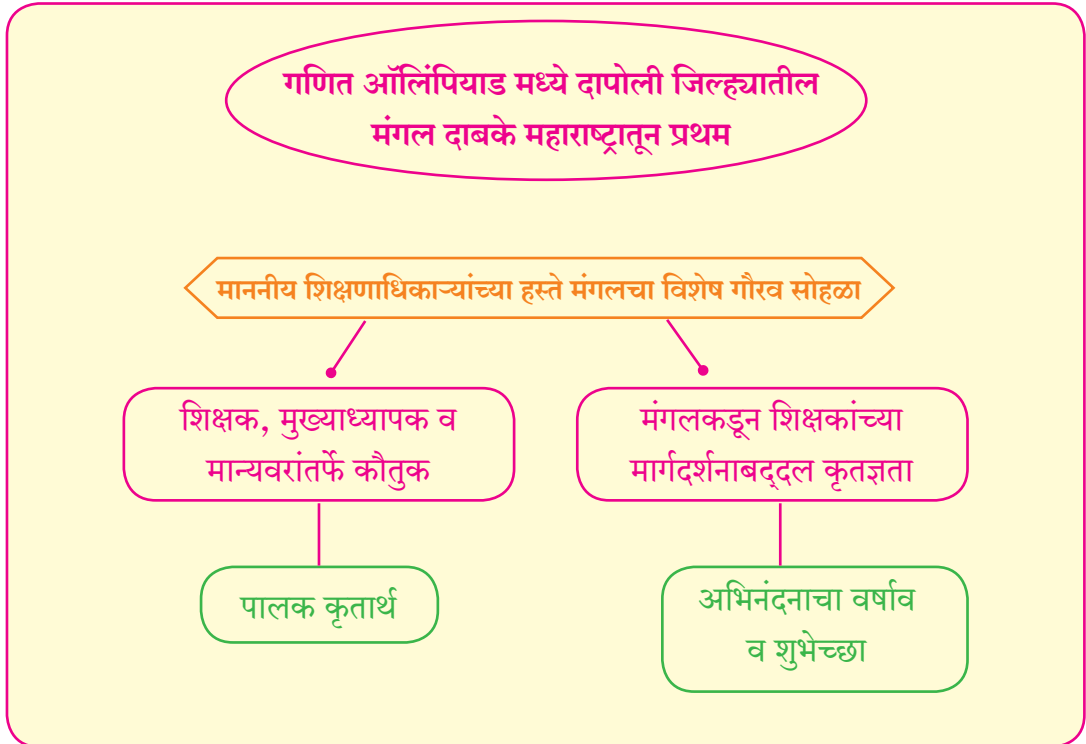 गणित ऑलिंपियाड मध्ये दापोली जिल्ह्यातील
मंगल दाबके महाराष्ट्रातून प्रथम
माननीय शिक्षणाधिकाऱ्यांच्या हस्ते मंगलचा विशेष गौरव सोहळा
शिक्षक, मुख्याध्यापक व
मान्यवरांतर्फे कौतुक
मंगलकडून शिक्षकांच्या
मार्गदर्शनाबद्‌दल कृतज्ञता
पालक कृतार्थ
अभिनंदनाचा वर्षाव
व शुभेच्छा